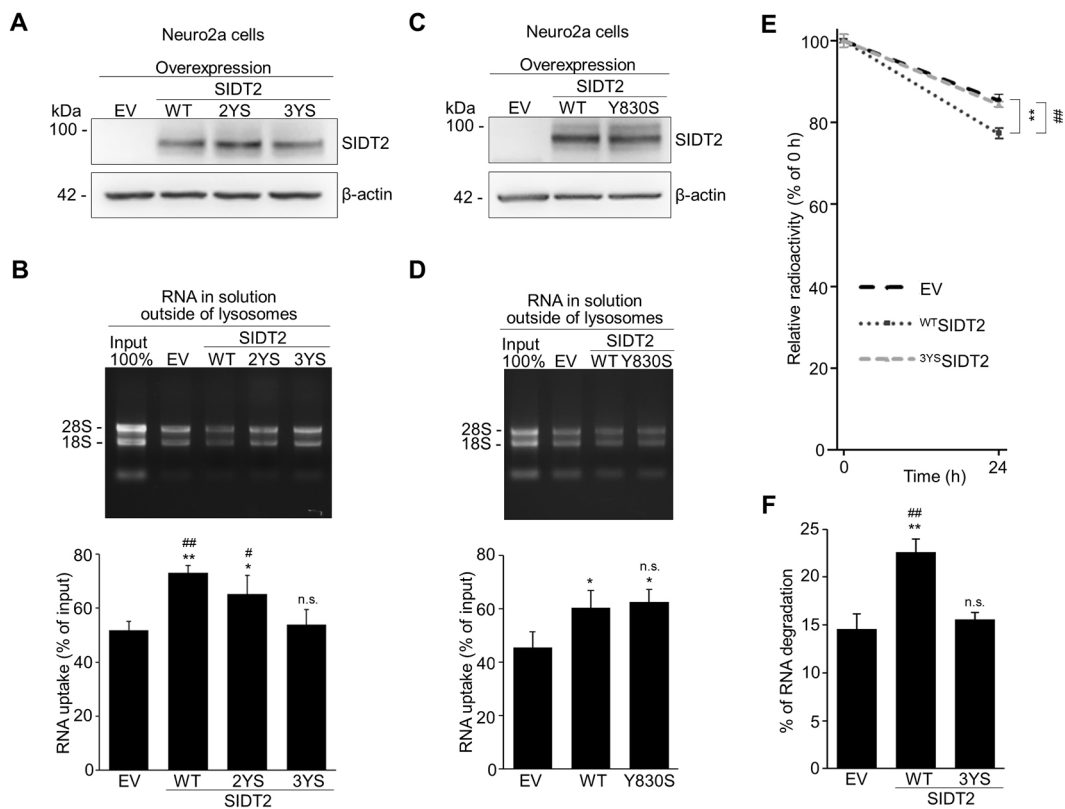 A
Neuro2a cells
Overexpression
SIDT2
kDa EV WT 2YS 3YS
100 -
SIDT2
42 -
β-actin
B
RNA in solution
outside of lysosomes
SIDT2
Input
100% EV WT 2YS 3YS
28S -
18S -
RNA uptake (% of input)
80
60
40
20
0
##
**
#
*
n.s.
EV WT 2YS 3YS
SIDT2
C
Neuro2a cells
Overexpression
SIDT2
kDa EV WT Y830S
100 -
SIDT2
42 -
β-actin
D
RNA in solution
outside of lysosomes
SIDT2
Input
100% EV WT Y830S
28S -
18S -
RNA uptake (% of input)
80
60
40
20
0
*
n.s.
*
EV WT Y830S
E
Relative radioactivity (% of 0 h)
100
80
60
40
20
0
**
##
EV
WTSIDT2
3YSSIDT2
0 24
Time (h)
F
% of RNA degradation
25
20
15
10
5
0
##
**
n.s.
EV WT 3YS
SIDT2